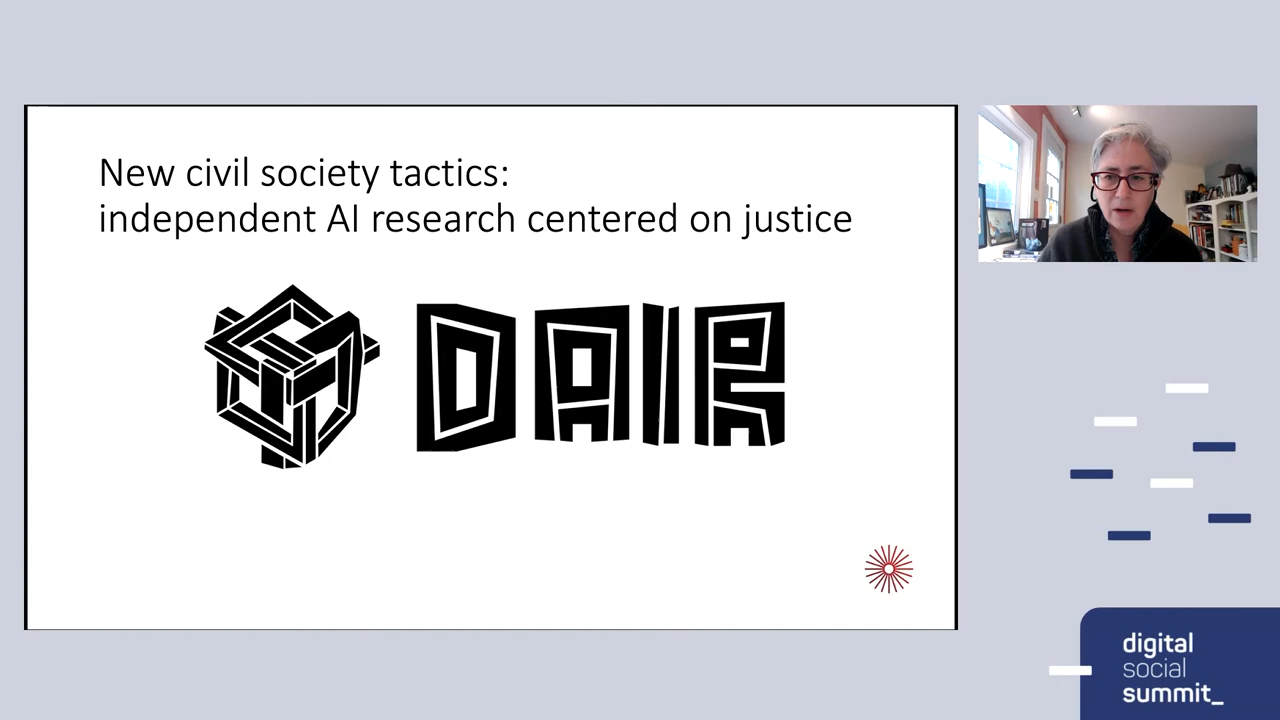 New civil society tactics:
independent AI research centered on justice
DAIR
digital
social
summit_